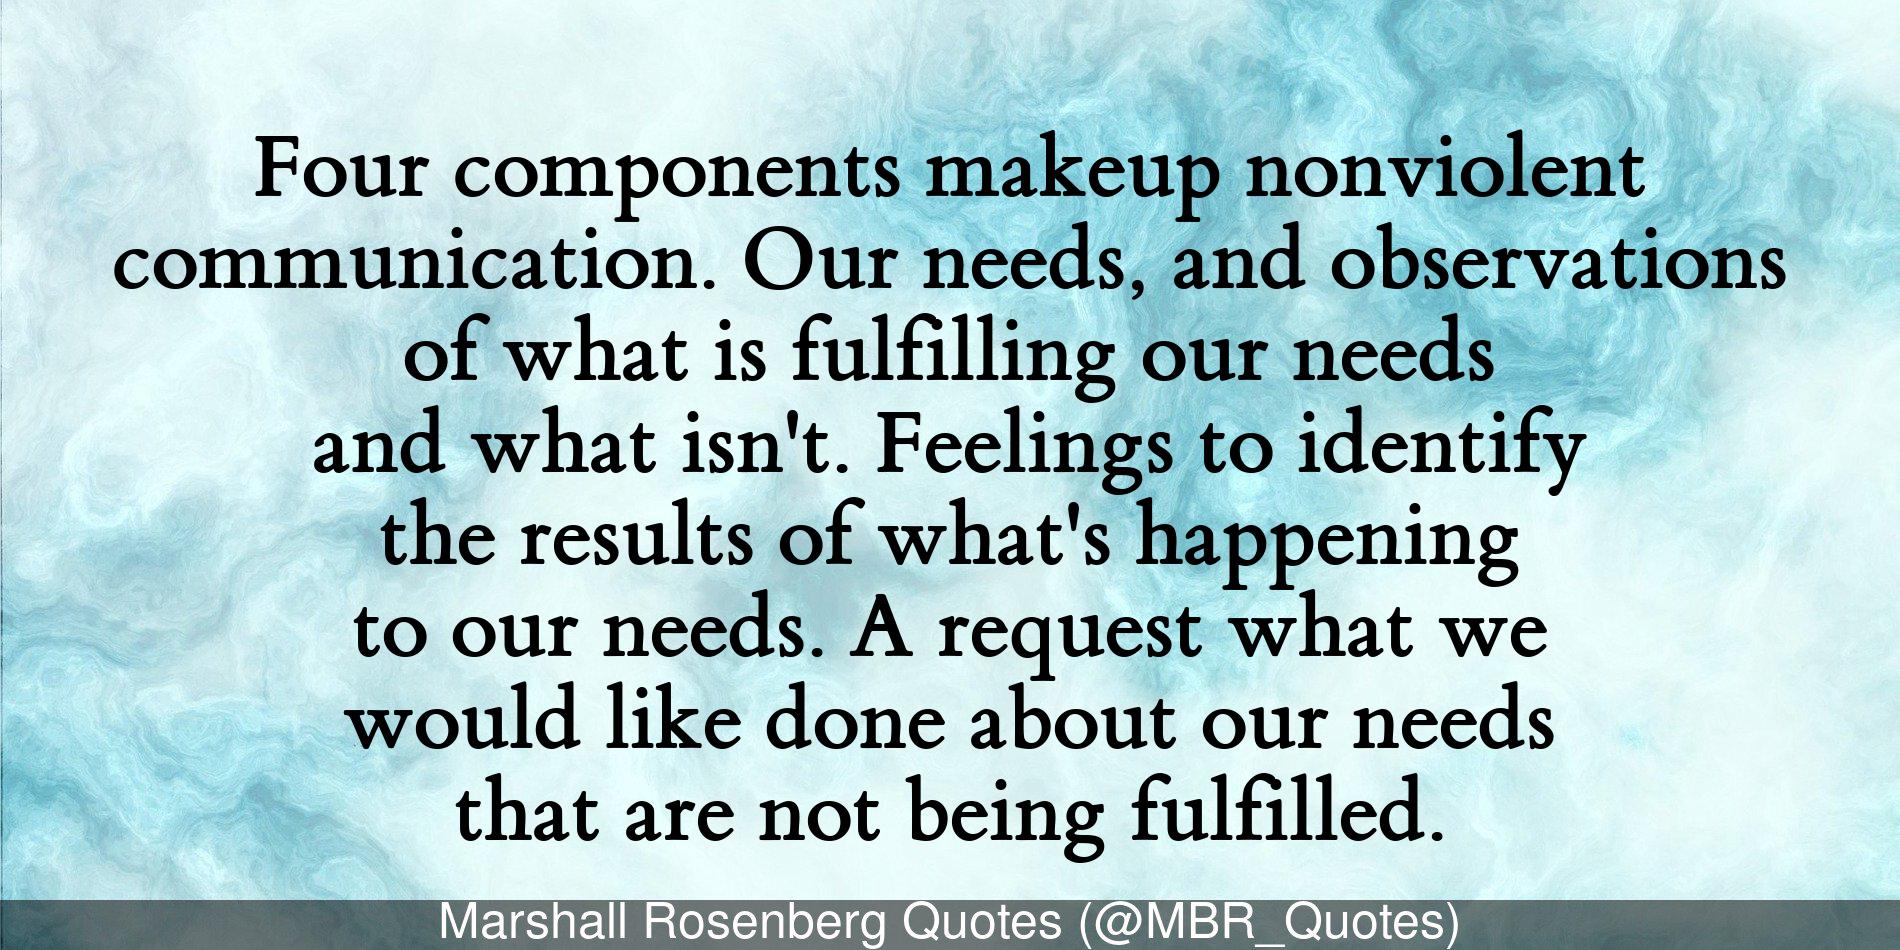 Four components makeup nonviolent
communication. Our needs, and observations
of what is fulfilling our needs
and what isn't. Feelings to identify
the results of what's happening
to our needs. A request what we
would like done about our needs
that are not being fulfilled.
Marshall Rosenberg Quotes (@MBR_Quotes)